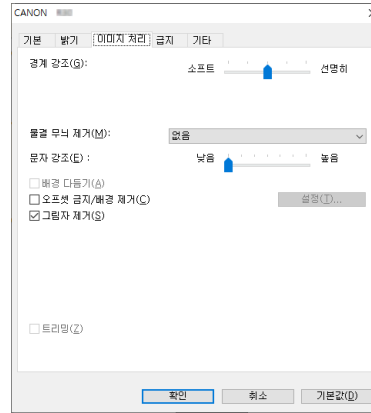 CANON
기본 밝기 이미지 처리 급지 기타
경계 강조(G):
소프트 선명히
물결 무늬 제거(M): 없음
문자 강조(E) : 낮음 높음
배경 다듬기(A)
오프셋 금지/배경 제거(C) 설정(T)...
그림자 제거(S)
트리밍(Z)
확인 취소 기본값(D)